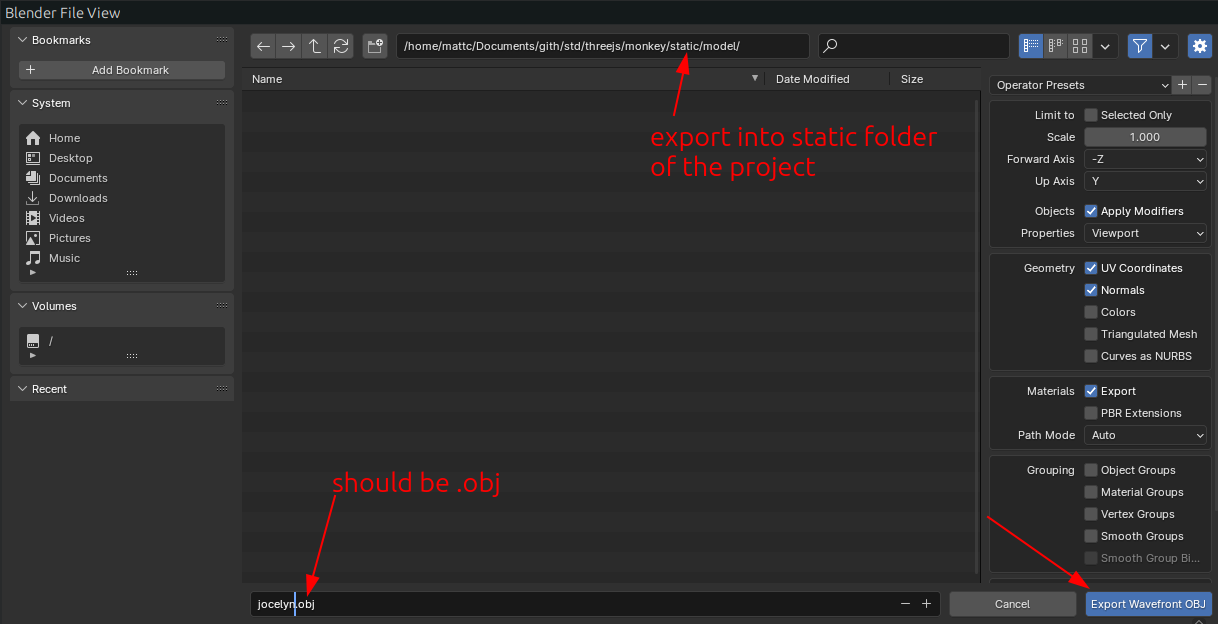 Blender File View
Bookmarks
Add Bookmark
System
Home
Desktop
Documents
Downloads
Videos
Pictures
Music
Volumes
/
Recent
/home/mattc/Documents/gith/std/threejs/monkey/static/model/
Name Date Modified Size
export into static folder
of the project
should be .obj
jocelyn.obj
Operator Presets
Limit to Selected Only
Scale 1.000
Forward Axis -Z
Up Axis Y
Objects Apply Modifiers
Properties Viewport
Geometry UV Coordinates
Normals
Colors
Triangulated Mesh
Curves as NURBS
Materials Export
PBR Extensions
Path Mode Auto
Grouping Object Groups
Material Groups
Vertex Groups
Smooth Groups
Smooth Group Bi...
Cancel Export Wavefront OBJ